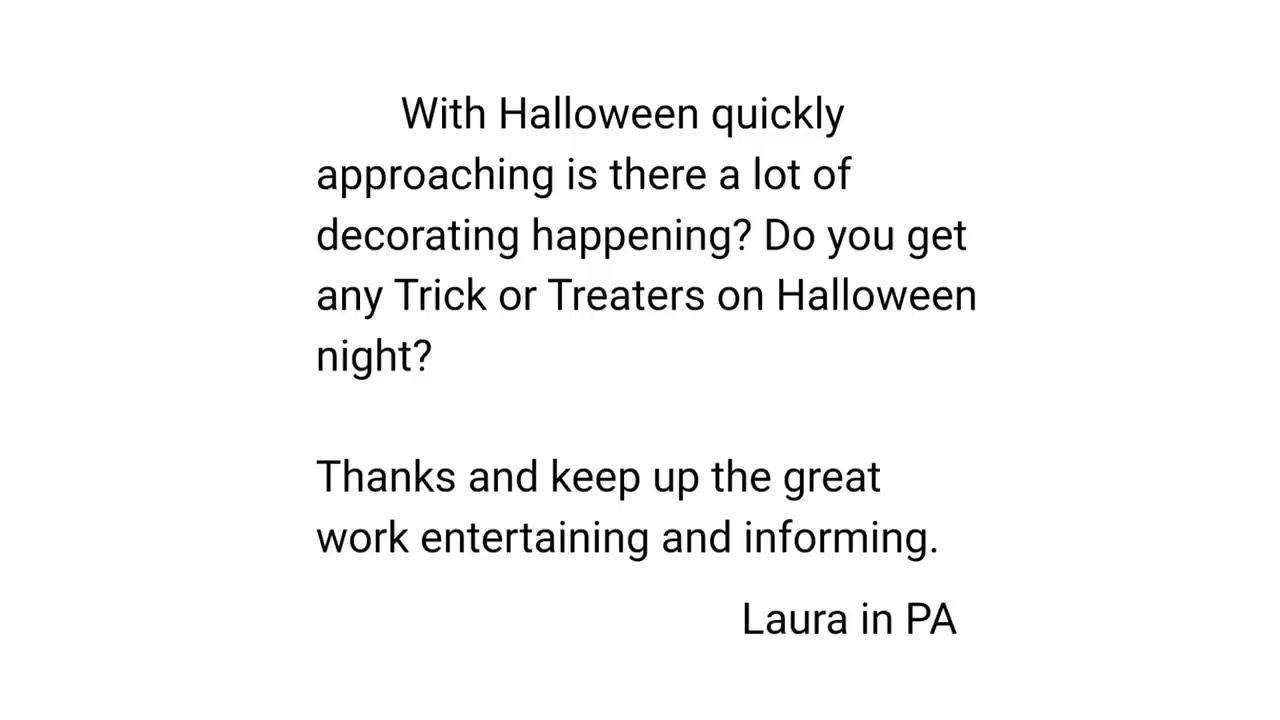 With Halloween quickly
approaching is there a lot of
decorating happening? Do you get
any Trick or Treaters on Halloween
night?
Thanks and keep up the great
work entertaining and informing.
Laura in PA